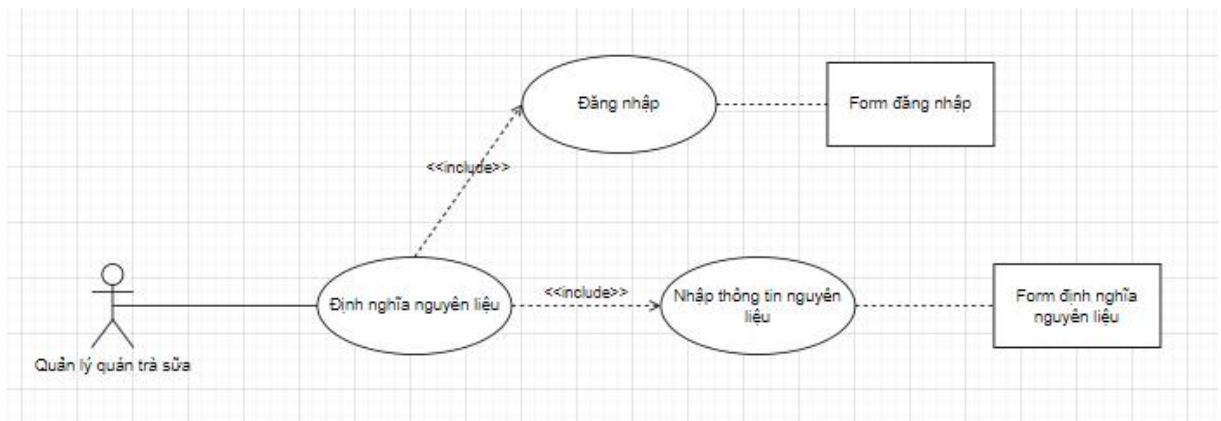 Đăng nhập
Form đăng nhập
<<include>>
Định nghĩa nguyên liệu
<<include>>
Nhập thông tin nguyên
liệu
Form định nghĩa
nguyên liệu
Quản lý quán trà sữa